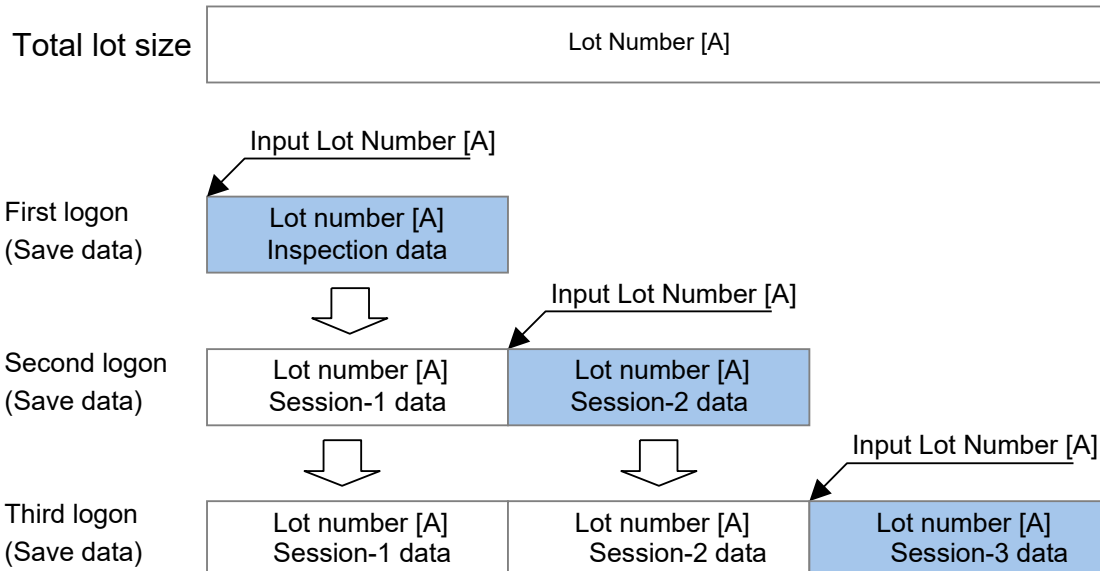 Total lot size
Lot Number [A]
Input Lot Number [A]
First logon
(Save data)
Lot number [A]
Inspection data
Input Lot Number [A]
Second logon
(Save data)
Lot number [A]
Session-1 data
Lot number [A]
Session-2 data
Input Lot Number [A]
Third logon
(Save data)
Lot number [A]
Session-1 data
Lot number [A]
Session-2 data
Lot number [A]
Session-3 data